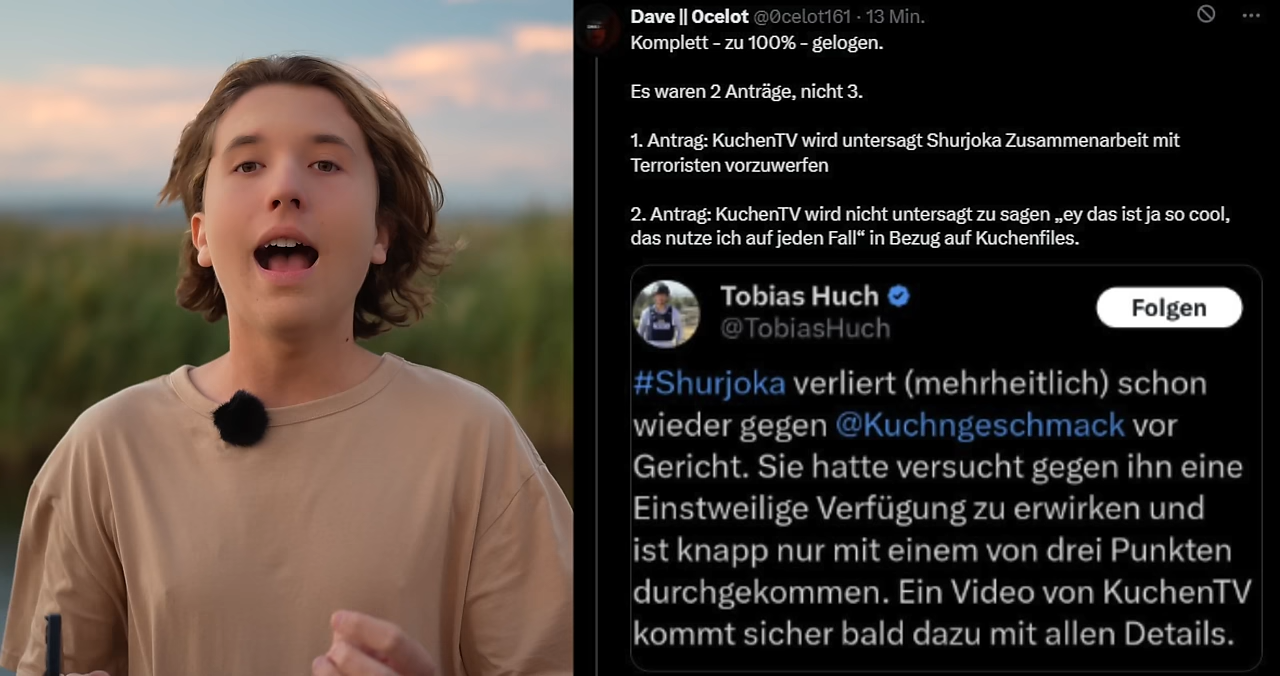 Dave || 0celot @0celot161 · 13 Min.
Komplett - zu 100% - gelogen.
Es waren 2 Anträge, nicht 3.
1. Antrag: KuchenTV wird untersagt Shurjoka Zusammenarbeit mit
Terroristen vorzuwerfen
2. Antrag: KuchenTV wird nicht untersagt zu sagen „ey das ist ja so cool,
das nutze ich auf jeden Fall“ in Bezug auf Kuchenfiles.
Tobias Huch
@TobiasHuch
Folgen
#Shurjoka verliert (mehrheitlich) schon
wieder gegen @Kuchngeschmack vor
Gericht. Sie hatte versucht gegen ihn eine
Einstweilige Verfügung zu erwirken und
ist knapp nur mit einem von drei Punkten
durchgekommen. Ein Video von KuchenTV
kommt sicher bald dazu mit allen Details.